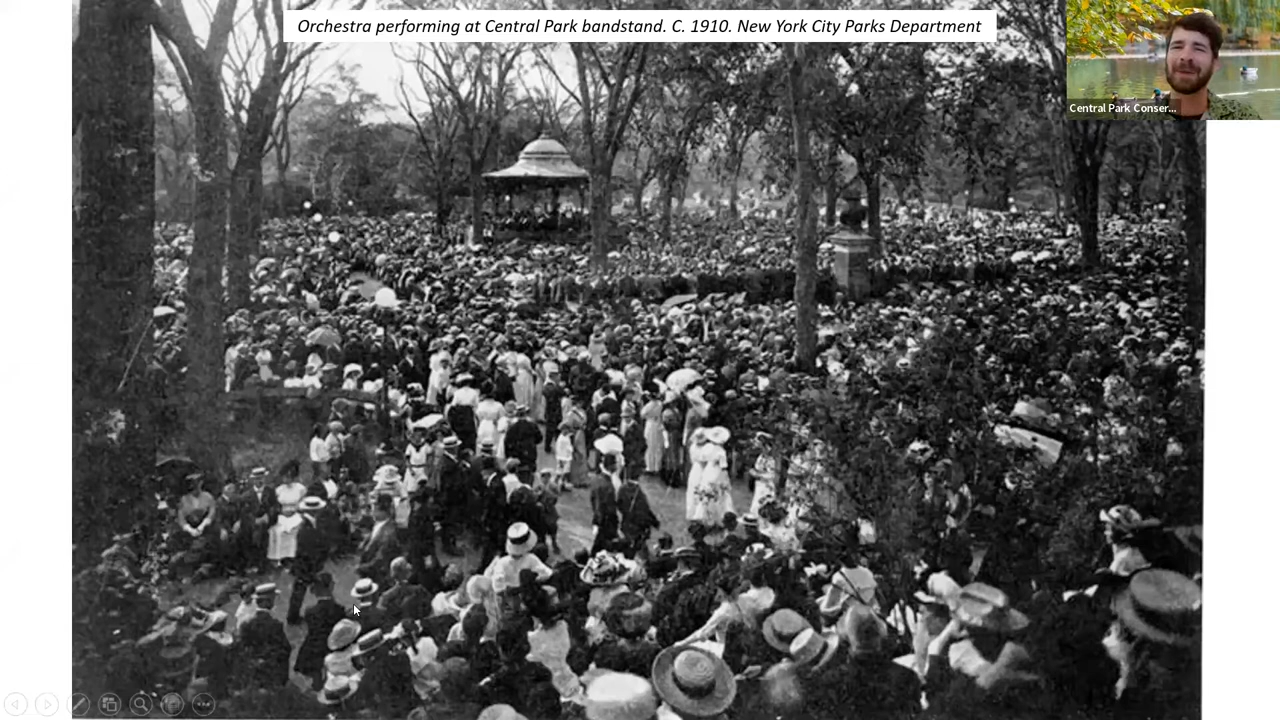 Orchestra performing at Central Park bandstand. C. 1910. New York City Parks Department
Central Park Conser...